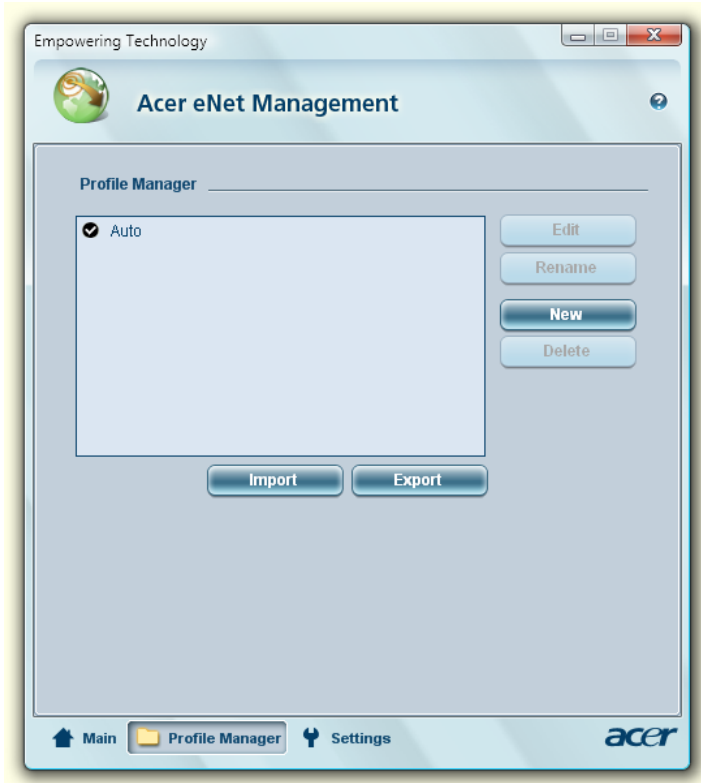 Empowering Technology
Acer eNet Management
Profile Manager
Auto
Edit
Rename
New
Delete
Import
Export
Main
Profile Manager
Settings
acer